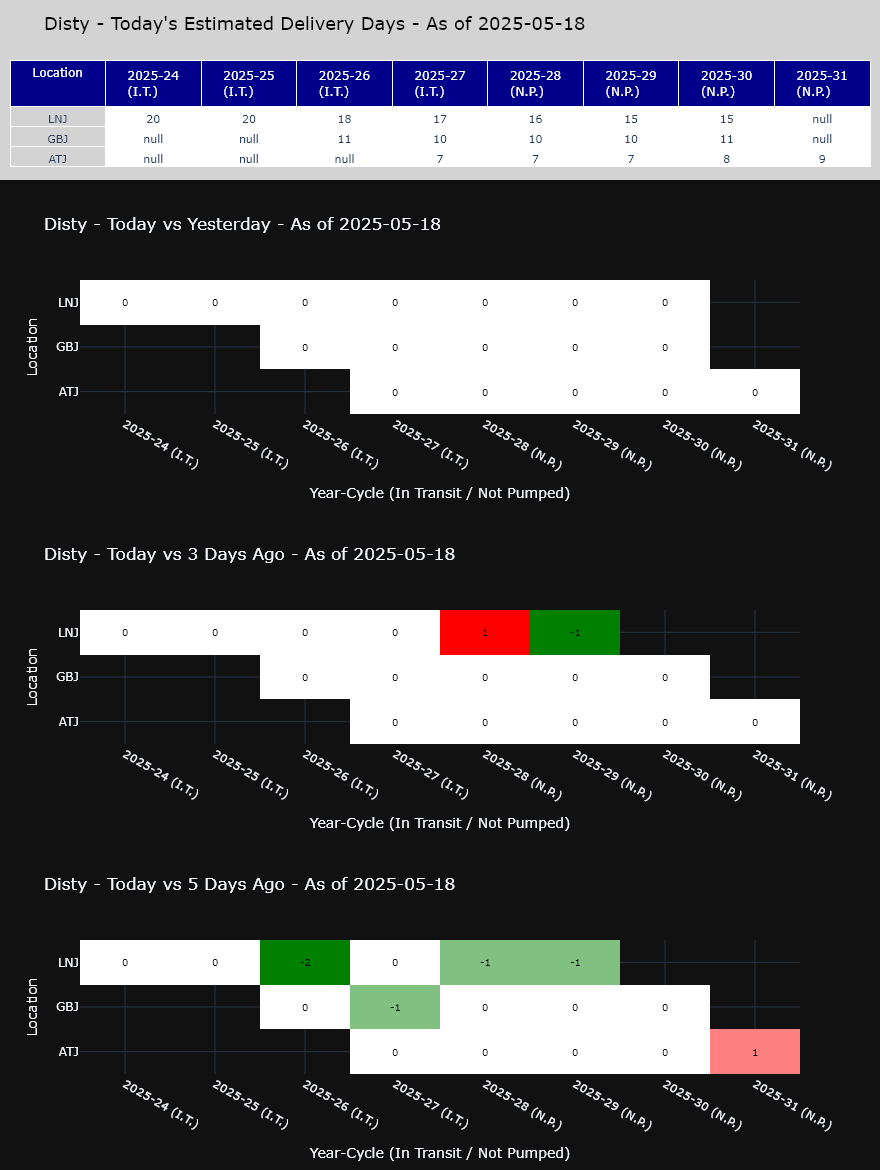 Disty - Today's Estimated Delivery Days - As of 2025-05-18
Location 2025-24 (I.T.) 2025-25 (I.T.) 2025-26 (I.T.) 2025-27 (I.T.) 2025-28 (N.P.) 2025-29 (N.P.) 2025-30 (N.P.) 2025-31 (N.P.)
LNJ 20 20 18 17 16 15 15 null
GBJ null null 11 10 10 10 11 null
ATJ null null null 7 7 7 8 9
Disty - Today vs Yesterday - As of 2025-05-18
Location
LNJ 0 0 0 0 0 0 0
GBJ 0 0 0 0 0
ATJ 0 0 0 0 0
2025-24 (I.T.) 2025-25 (I.T.) 2025-26 (I.T.) 2025-27 (I.T.) 2025-28 (N.P.) 2025-29 (N.P.) 2025-30 (N.P.) 2025-31 (N.P.)
Year-Cycle (In Transit / Not Pumped)
Disty - Today vs 3 Days Ago - As of 2025-05-18
Location
LNJ 0 0 0 0 1 -1
GBJ 0 0 0 0 0
ATJ 0 0 0 0 0
2025-24 (I.T.) 2025-25 (I.T.) 2025-26 (I.T.) 2025-27 (I.T.) 2025-28 (N.P.) 2025-29 (N.P.) 2025-30 (N.P.) 2025-31 (N.P.)
Year-Cycle (In Transit / Not Pumped)
Disty - Today vs 5 Days Ago - As of 2025-05-18
Location
LNJ 0 0 -2 0 -1 -1
GBJ 0 -1 0 0 0
ATJ 0 0 0 0 1
2025-24 (I.T.) 2025-25 (I.T.) 2025-26 (I.T.) 2025-27 (I.T.) 2025-28 (N.P.) 2025-29 (N.P.) 2025-30 (N.P.) 2025-31 (N.P.)
Year-Cycle (In Transit / Not Pumped)